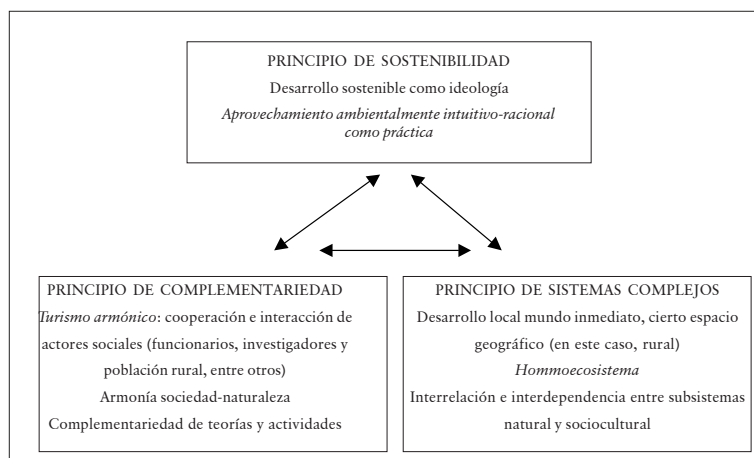 PRINCIPIO DE SOSTENIBILIDAD
Desarrollo sostenible como ideología
Aprovechamiento ambientalmente intuitivo-racional
como práctica
PRINCIPIO DE COMPLEMENTARIEDAD
Turismo armónico: cooperación e interacción de
actores sociales (funcionarios, investigadores y
población rural, entre otros)
Armonía sociedad-naturaleza
Complementariedad de teorías y actividades
PRINCIPIO DE SISTEMAS COMPLEJOS
Desarrollo local mundo inmediato, cierto espacio
geográfico (en este caso, rural)
Hommoecosistema
Interrelación e interdependencia entre subsistemas
natural y sociocultural